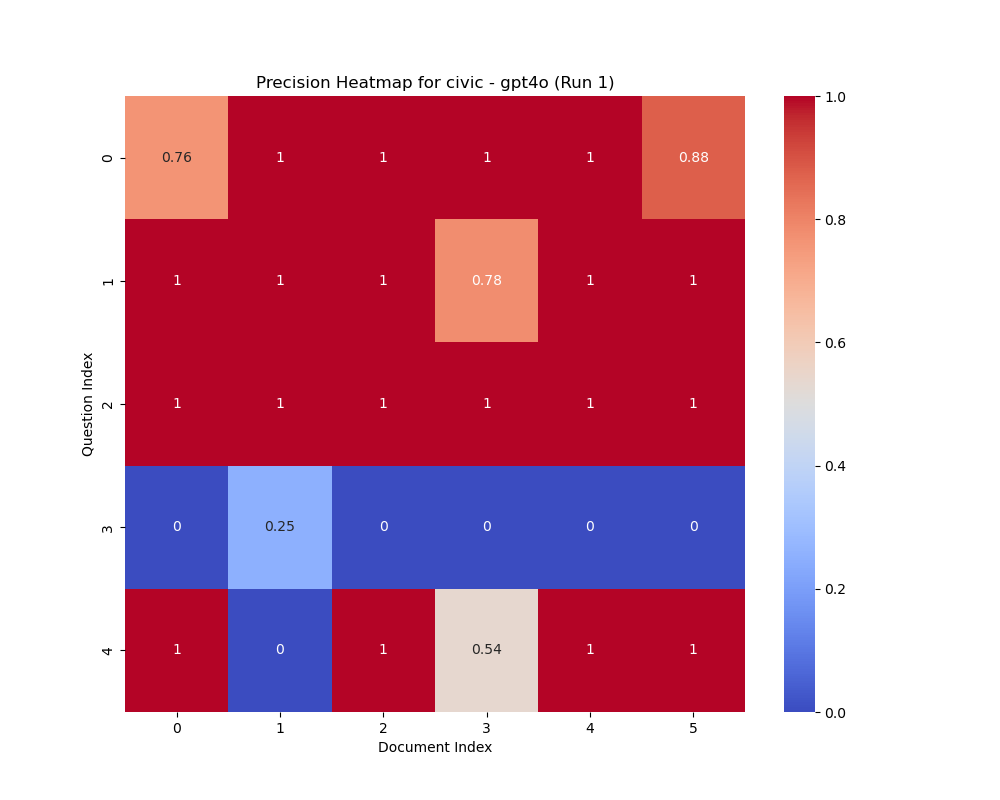 Precision Heatmap for civic - gpt4o (Run 1)
0 0.76 1 1 1 1 0.88
1 1 1 1 0.78 1 1
2 1 1 1 1 1 1
3 0 0.25 0 0 0 0
4 1 0 1 0.54 1 1
0 1 2 3 4 5
Document Index
Question Index
1.0
0.8
0.6
0.4
0.2
0.0